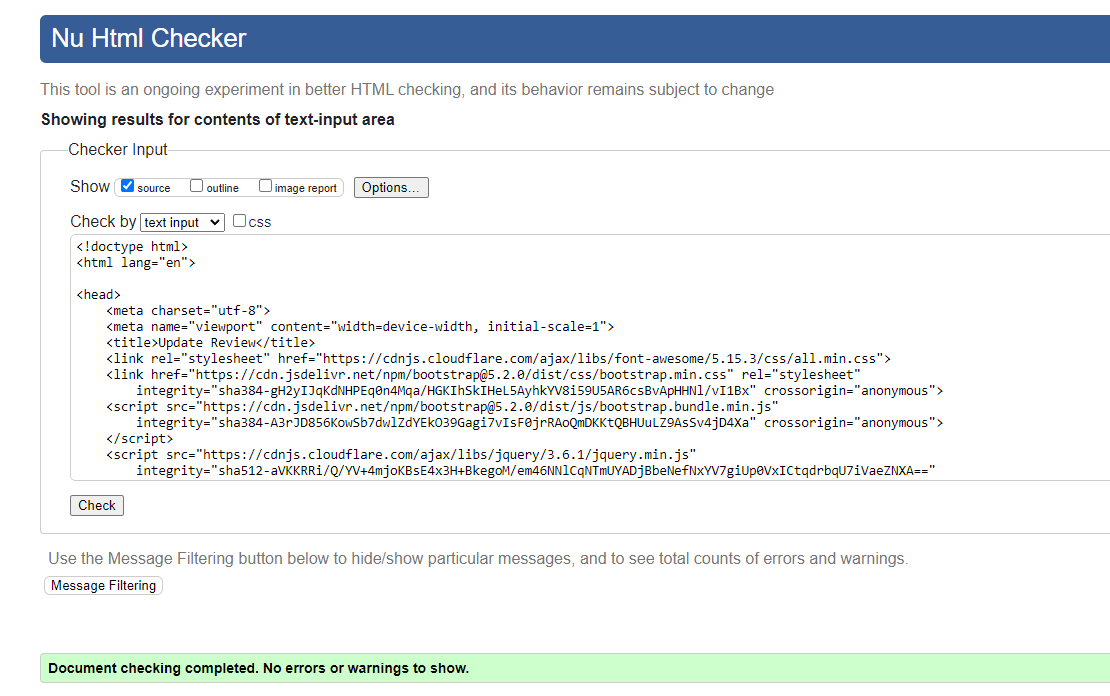 Nu Html Checker
This tool is an ongoing experiment in better HTML checking, and its behavior remains subject to change
Showing results for contents of text-input area
Checker Input
Show source outline image report Options...
Check by text input css
<!doctype html>
<html lang="en">
<head>
<meta charset="utf-8">
<meta name="viewport" content="width=device-width, initial-scale=1">
<title>Update Review</title>
<link rel="stylesheet" href="https://cdnjs.cloudflare.com/ajax/libs/font-awesome/5.15.3/css/all.min.css">
<link href="https://cdn.jsdelivr.net/npm/bootstrap@5.2.0/dist/css/bootstrap.min.css" rel="stylesheet"
integrity="sha384-gH2yIJqKdNHPEq0n4Mqa/HGKIhSkIHeL5AyhkYV8i59U5AR6csBvApHHNl/vI1Bx" crossorigin="anonymous">
<script src="https://cdn.jsdelivr.net/npm/bootstrap@5.2.0/dist/js/bootstrap.bundle.min.js"
integrity="sha384-A3rJD856KowSb7dwlZdYEkO39Gagi7vIsF0jrRAoQmDKKtQBHUuLZ9AsSv4jD4Xa" crossorigin="anonymous">
</script>
<script src="https://cdnjs.cloudflare.com/ajax/libs/jquery/3.6.1/jquery.min.js"
integrity="sha512-aVKKRRi/Q/YV+4mjoKBsE4x3H+BkegoM/em46NNlCqNTmUYADjBbeNefNxYV7giUp0VxICtqdrbqU7iVaeZNXA=="
Check
Use the Message Filtering button below to hide/show particular messages, and to see total counts of errors and warnings.
Message Filtering
Document checking completed. No errors or warnings to show.